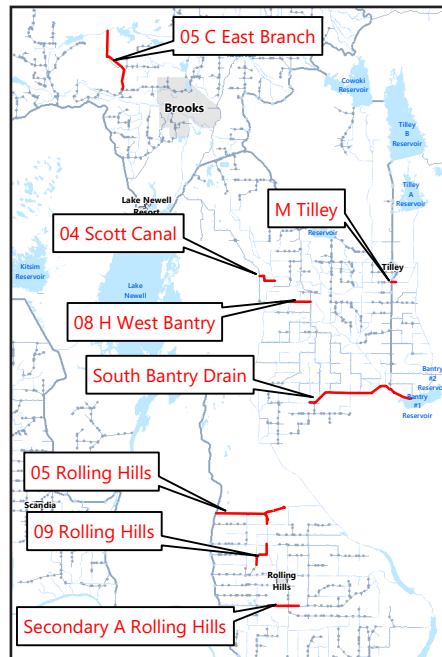 05 C East Branch
Cowoki
Reservoir
Brooks
Tilley
B
Reservoir
Tilley
A
Reservoir
Lake Newell
Resort
M Tilley
04 Scott Canal
Reservoir
Kitsim
Reservoir
Tilley
Lake
Newell
08 H West Bantry
South Bantry Drain
Bantry
#2
Reservoir
Bantry
#1
Reservoir
05 Rolling Hills
Scandia
09 Rolling Hills
Rolling
Hills
Secondary A Rolling Hills